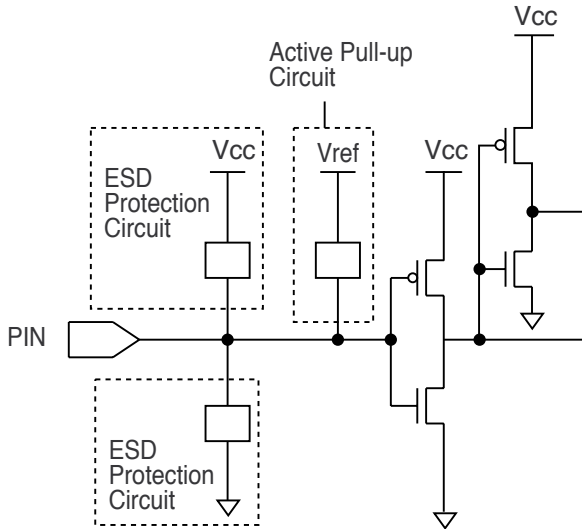 Vcc
Active Pull-up
Circuit
Vcc
Vref
Vcc
ESD
Protection
Circuit
PIN
ESD
Protection
Circuit